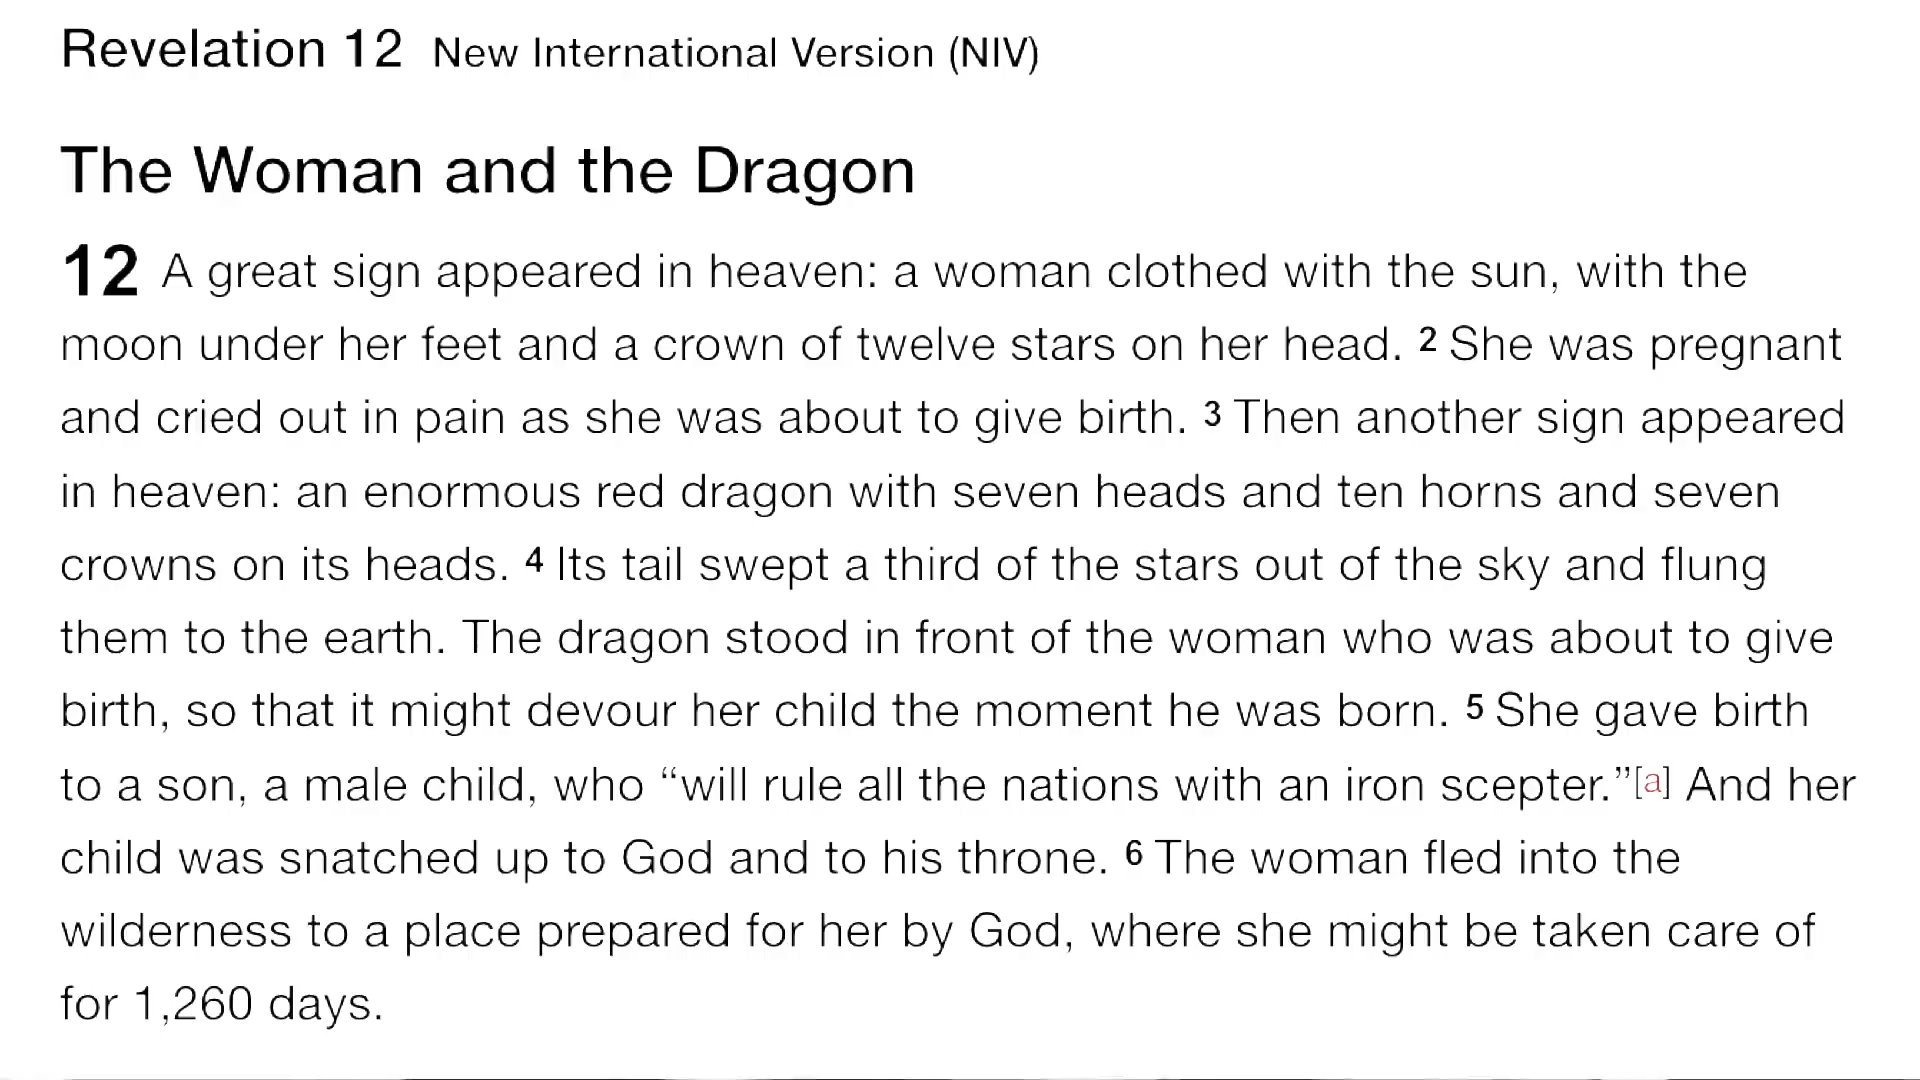 Revelation 12 New International Version (NIV)
The Woman and the Dragon
12 A great sign appeared in heaven: a woman clothed with the sun, with the
moon under her feet and a crown of twelve stars on her head. 2 She was pregnant
and cried out in pain as she was about to give birth. 3 Then another sign appeared
in heaven: an enormous red dragon with seven heads and ten horns and seven
crowns on its heads. 4 Its tail swept a third of the stars out of the sky and flung
them to the earth. The dragon stood in front of the woman who was about to give
birth, so that it might devour her child the moment he was born. 5 She gave birth
to a son, a male child, who “will rule all the nations with an iron scepter.”[a] And her
child was snatched up to God and to his throne. 6 The woman fled into the
wilderness to a place prepared for her by God, where she might be taken care of
for 1,260 days.